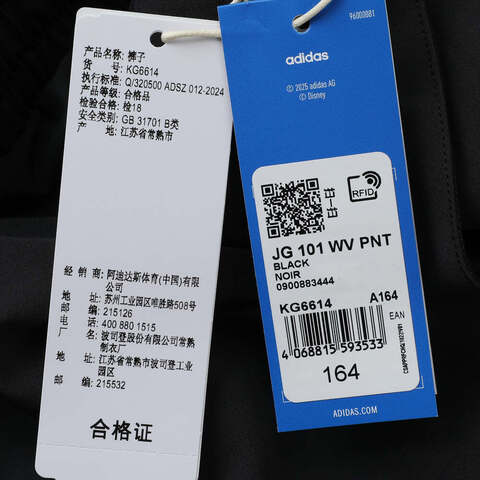 产品名称: 裤子
货 号: KG6614
执行标准: Q/320500 ADSZ 012-2024
产品等级: 合格品
检验合格: 检18
安全类别: GB 31701 B类
产 地: 江苏省常熟市
经 销 商: 阿迪达斯体育(中国)有限
公司
地 址: 苏州工业园区唯胜路508号
邮 编: 215126
电 话: 400 880 1515
厂 名: 波司登股份有限公司常熟
制衣厂
地 址: 江苏省常熟市波司登工业
园区
邮 编: 215532
合格证
96000881
adidas
© 2025 adidas AG
© Disney
RFID
JG 101 WV PNT
BLACK
NOIR
0900883444
KG6614 A164
EAN
4068815593533
164
ADIDAS.COM